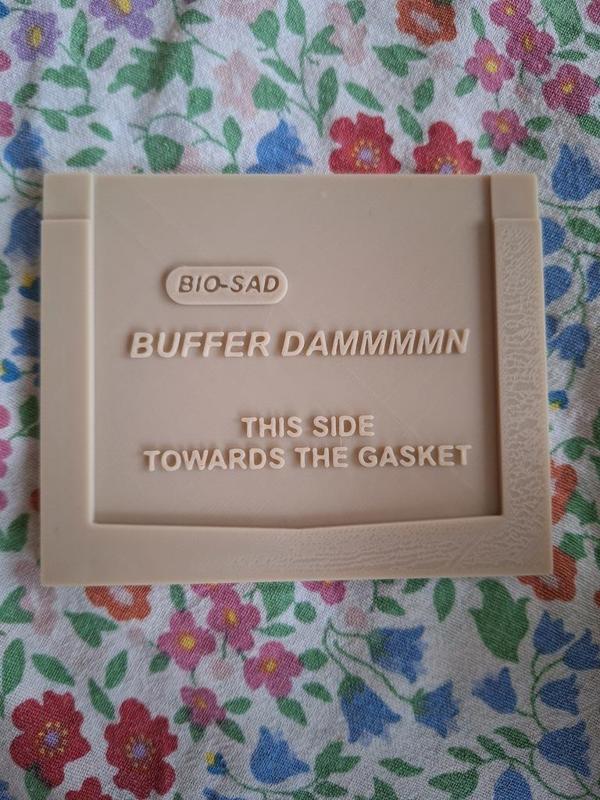 BIO-SAD
BUFFER DAMMMMN
THIS SIDE
TOWARDS THE GASKET